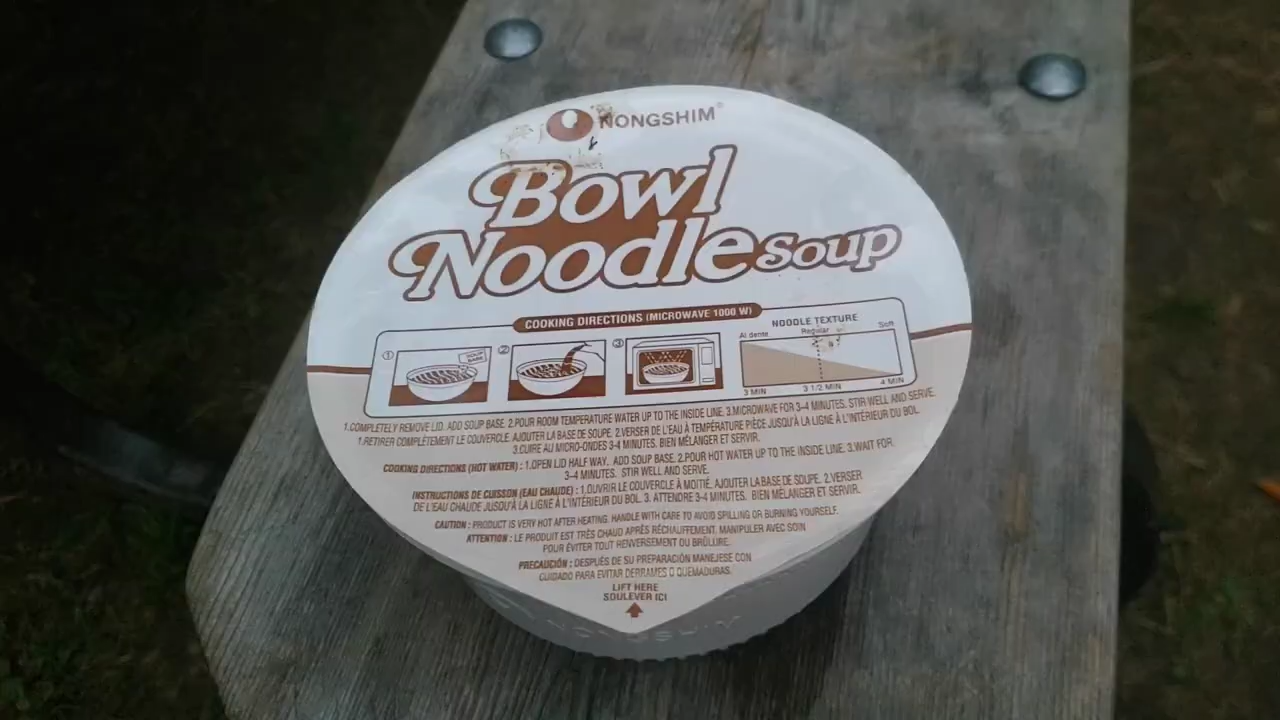 NONGSHIM®
Bowl
Noodle Soup
COOKING DIRECTIONS (MICROWAVE 1000 W)
NOODLE TEXTURE
Al dente Regular Soft
① SOUP BASE ② ③
3 MIN 3 1/2 MIN 4 MIN
1.COMPLETELY REMOVE LID. ADD SOUP BASE. 2.POUR ROOM TEMPERATURE WATER UP TO THE INSIDE LINE. 3.MICROWAVE FOR 3-4 MINUTES. STIR WELL AND SERVE.
1.RETIRER COMPLÈTEMENT LE COUVERCLE. AJOUTER LA BASE DE SOUPE. 2.VERSER DE L'EAU À TEMPÉRATURE PIÈCE JUSQU'À LA LIGNE À L'INTÉRIEUR DU BOL.
3.CUIRE AU MICRO-ONDES 3-4 MINUTES. BIEN MÉLANGER ET SERVIR.
COOKING DIRECTIONS (HOT WATER) : 1.OPEN LID HALF WAY. ADD SOUP BASE. 2.POUR HOT WATER UP TO THE INSIDE LINE. 3.WAIT FOR
3-4 MINUTES. STIR WELL AND SERVE.
INSTRUCTIONS DE CUISSON (EAU CHAUDE) : 1.OUVRIR LE COUVERCLE À MOITIÉ. AJOUTER LA BASE DE SOUPE. 2.VERSER
DE L'EAU CHAUDE JUSQU'À LA LIGNE À L'INTÉRIEUR DU BOL. 3. ATTENDRE 3-4 MINUTES. BIEN MÉLANGER ET SERVIR.
CAUTION : PRODUCT IS VERY HOT AFTER HEATING. HANDLE WITH CARE TO AVOID SPILLING OR BURNING YOURSELF.
ATTENTION : LE PRODUIT EST TRÈS CHAUD APRÈS RÉCHAUFFEMENT. MANIPULER AVEC SOIN
POUR ÉVITER TOUT RENVERSEMENT OU BRÛLURE.
PRECAUCIÓN : DESPUÉS DE SU PREPARACIÓN MANEJESE CON
CUIDADO PARA EVITAR DERRAMES O QUEMADURAS.
LIFT HERE
SOULEVER ICI
NONGSHIM